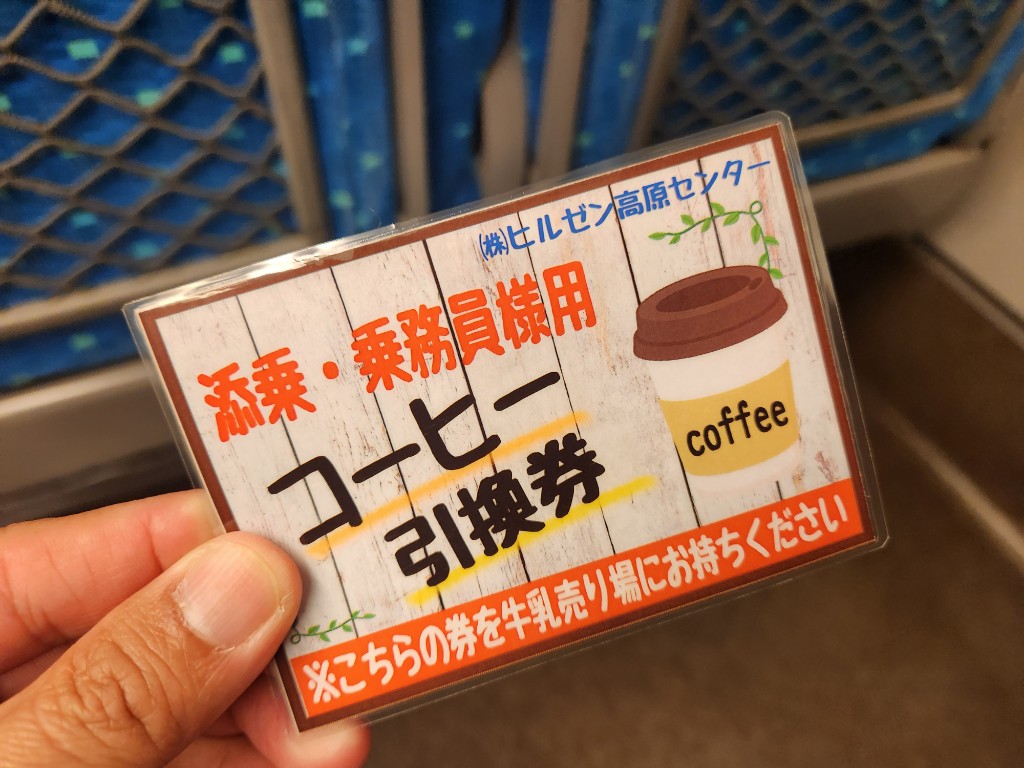 ㈱ヒルゼン高原センター
添乗・乗務員様用
コーヒー
引換券
coffee
※こちらの券を牛乳売り場にお持ちください